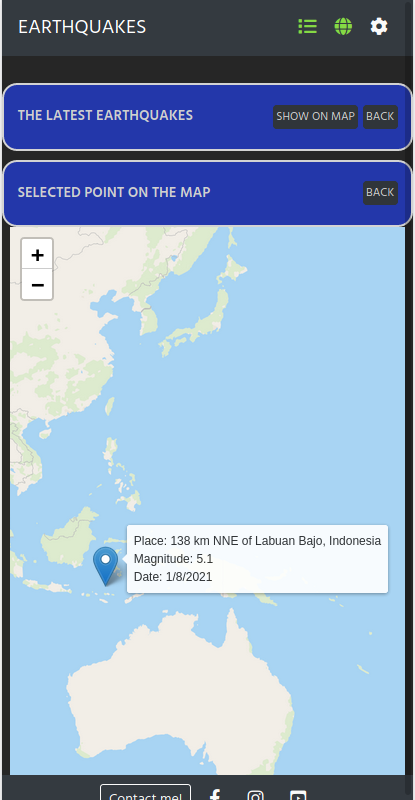 EARTHQUAKES
THE LATEST EARTHQUAKES SHOW ON MAP BACK
SELECTED POINT ON THE MAP BACK
+
−
Place: 138 km NNE of Labuan Bajo, Indonesia
Magnitude: 5.1
Date: 1/8/2021
Contact me!